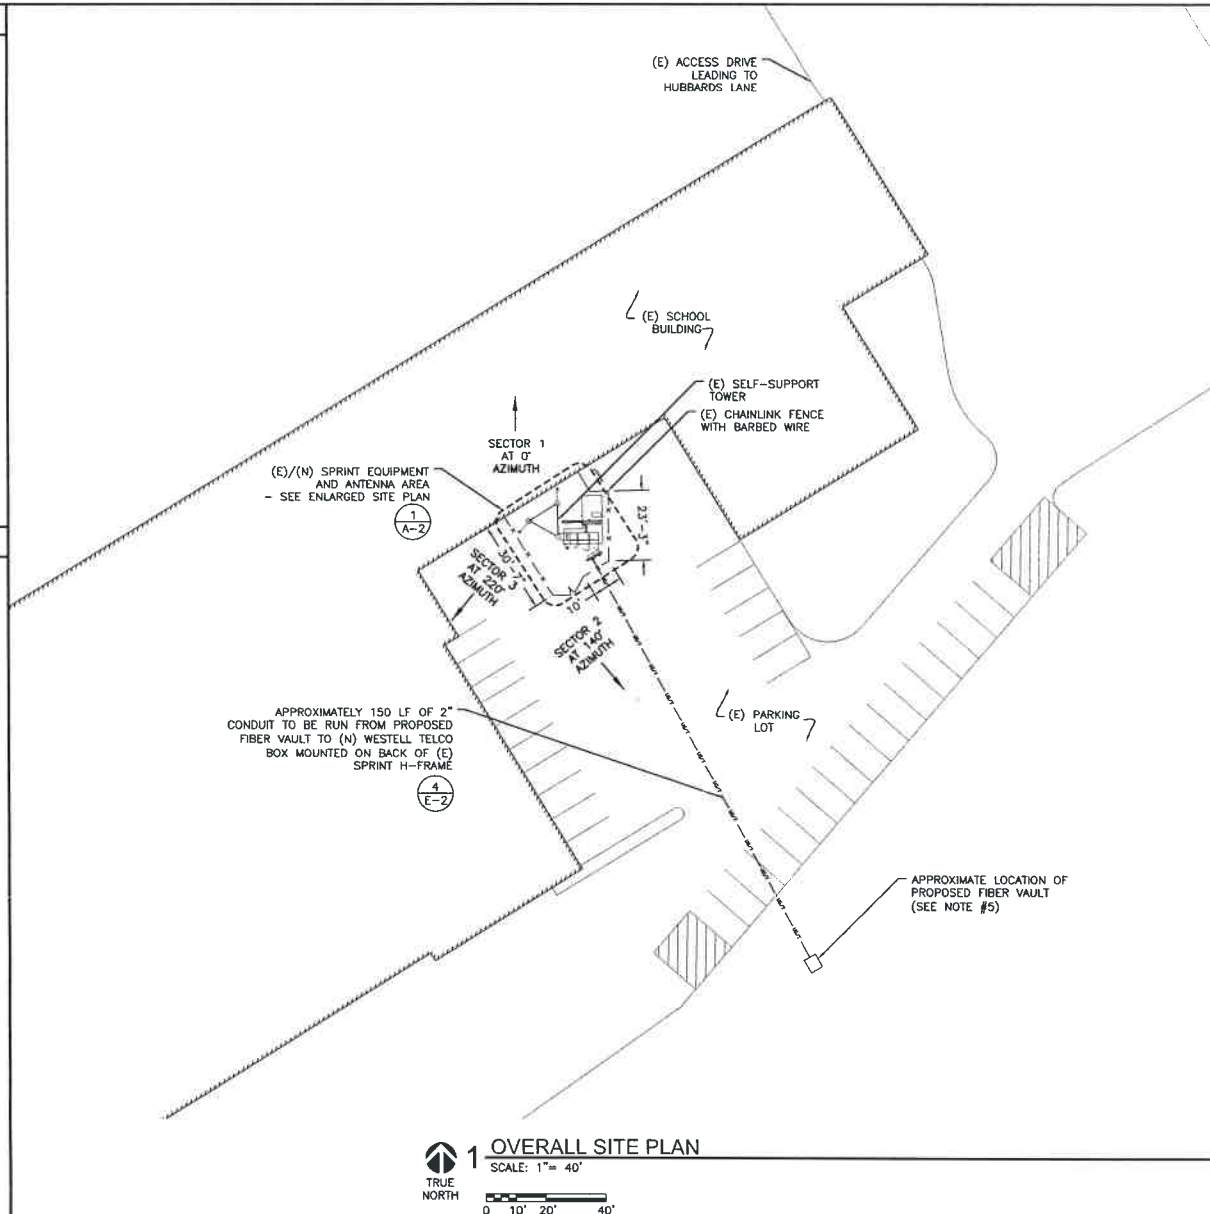 (E) ACCESS DRIVE
LEADING TO
HUBBARDS LANE
(E) SCHOOL
BUILDING
(E) SELF-SUPPORT
TOWER
(E) CHAINLINK FENCE
WITH BARBED WIRE
SECTOR 1
AT 0°
AZIMUTH
(E)/(N) SPRINT EQUIPMENT
AND ANTENNA AREA
- SEE ENLARGED SITE PLAN
1
A-2
23'-3"
30'-7"
10'
SECTOR 3
AT 220°
AZIMUTH
SECTOR 2
AT 140°
AZIMUTH
APPROXIMATELY 150 LF OF 2"
CONDUIT TO BE RUN FROM PROPOSED
FIBER VAULT TO (N) WESTELL TELCO
BOX MOUNTED ON BACK OF (E)
SPRINT H-FRAME
4
E-2
(E) PARKING
LOT
APPROXIMATE LOCATION OF
PROPOSED FIBER VAULT
(SEE NOTE #5)
TRUE
NORTH
1 OVERALL SITE PLAN
SCALE: 1"= 40'
0 10' 20' 40'